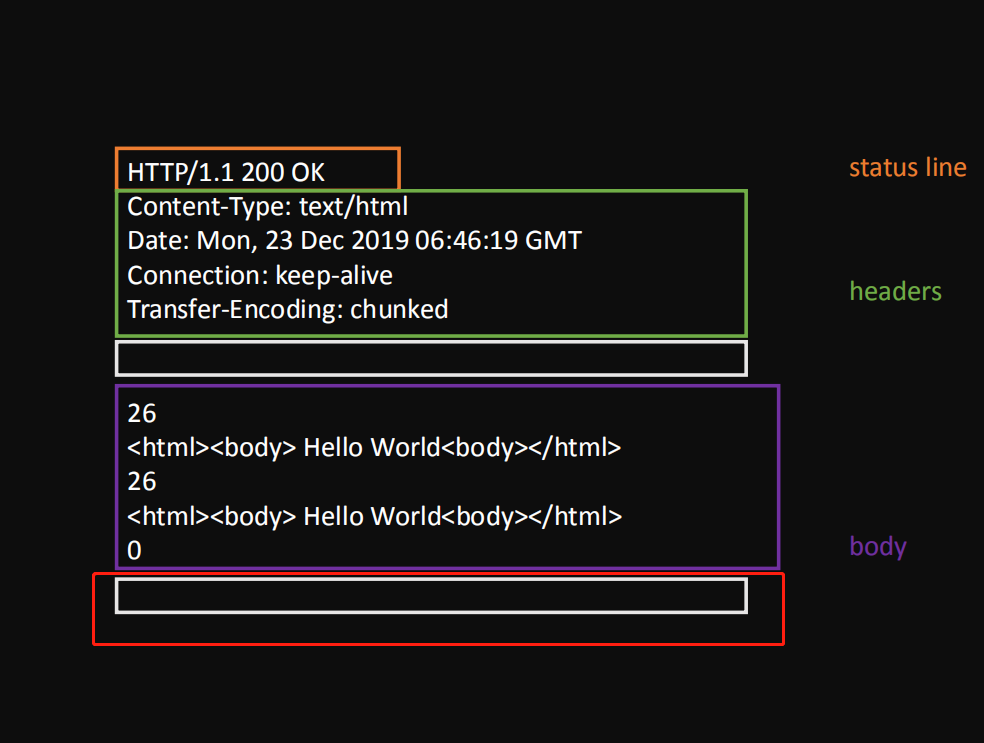 HTTP/1.1 200 OK
status line
Content-Type: text/html
Date: Mon, 23 Dec 2019 06:46:19 GMT
Connection: keep-alive
Transfer-Encoding: chunked
headers
26
<html><body> Hello World<body></html>
26
<html><body> Hello World<body></html>
0
body